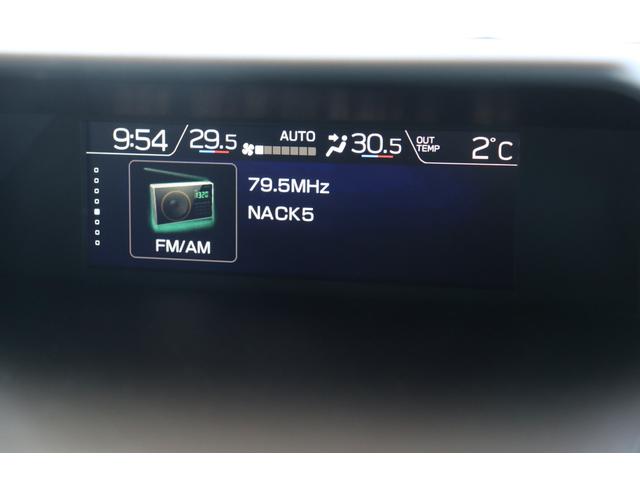 9:54 29.5 AUTO 30.5 OUT TEMP 2°C
79.5MHz
NACK5
FM/AM